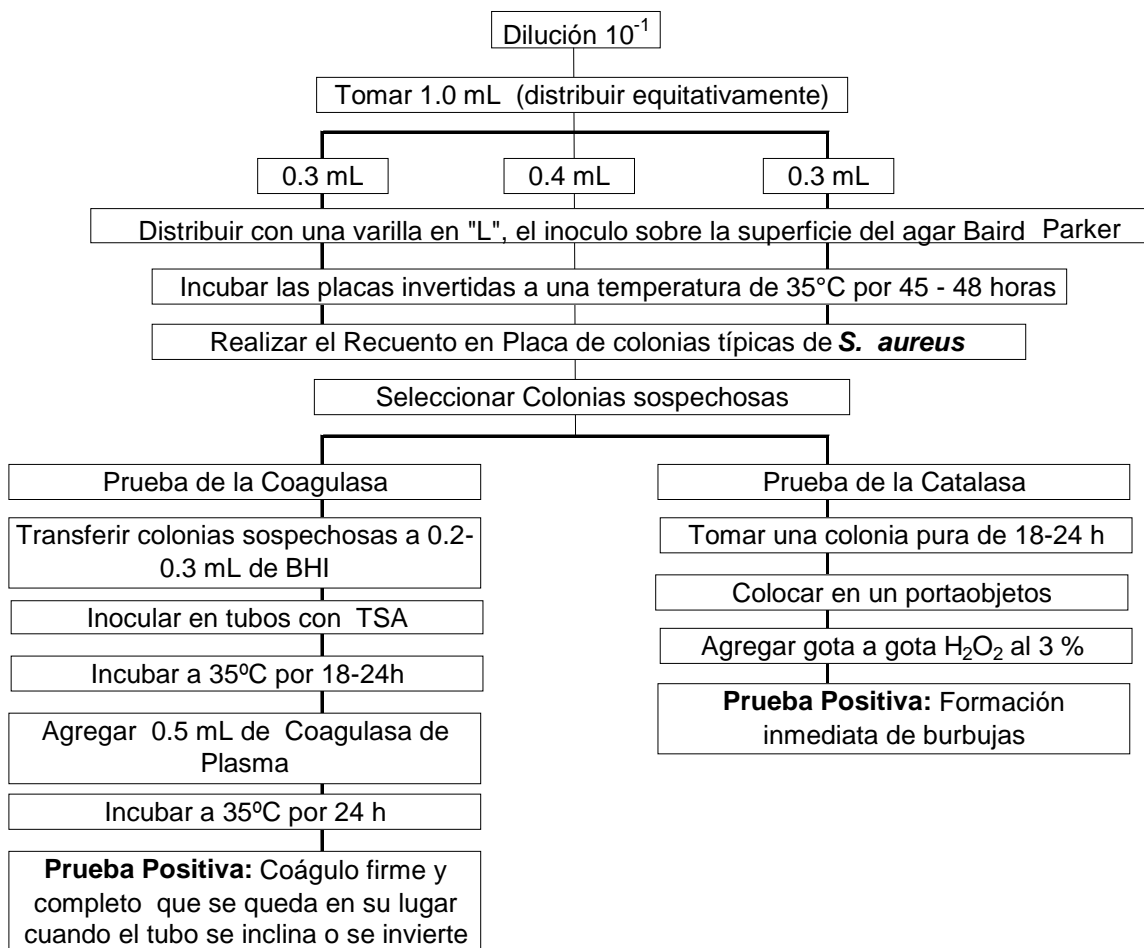 Dilución 10⁻¹
Tomar 1.0 mL (distribuir equitativamente)
0.3 mL
0.4 mL
0.3 mL
Distribuir con una varilla en "L", el inoculo sobre la superficie del agar Baird Parker
Incubar las placas invertidas a una temperatura de 35°C por 45 - 48 horas
Realizar el Recuento en Placa de colonias típicas de S. aureus
Seleccionar Colonias sospechosas
Prueba de la Coagulasa
Transferir colonias sospechosas a 0.2-
0.3 mL de BHI
Inocular en tubos con TSA
Incubar a 35ºC por 18-24h
Agregar 0.5 mL de Coagulasa de
Plasma
Incubar a 35ºC por 24 h
Prueba Positiva: Coágulo firme y
completo que se queda en su lugar
cuando el tubo se inclina o se invierte
Prueba de la Catalasa
Tomar una colonia pura de 18-24 h
Colocar en un portaobjetos
Agregar gota a gota H₂O₂ al 3 %
Prueba Positiva: Formación
inmediata de burbujas